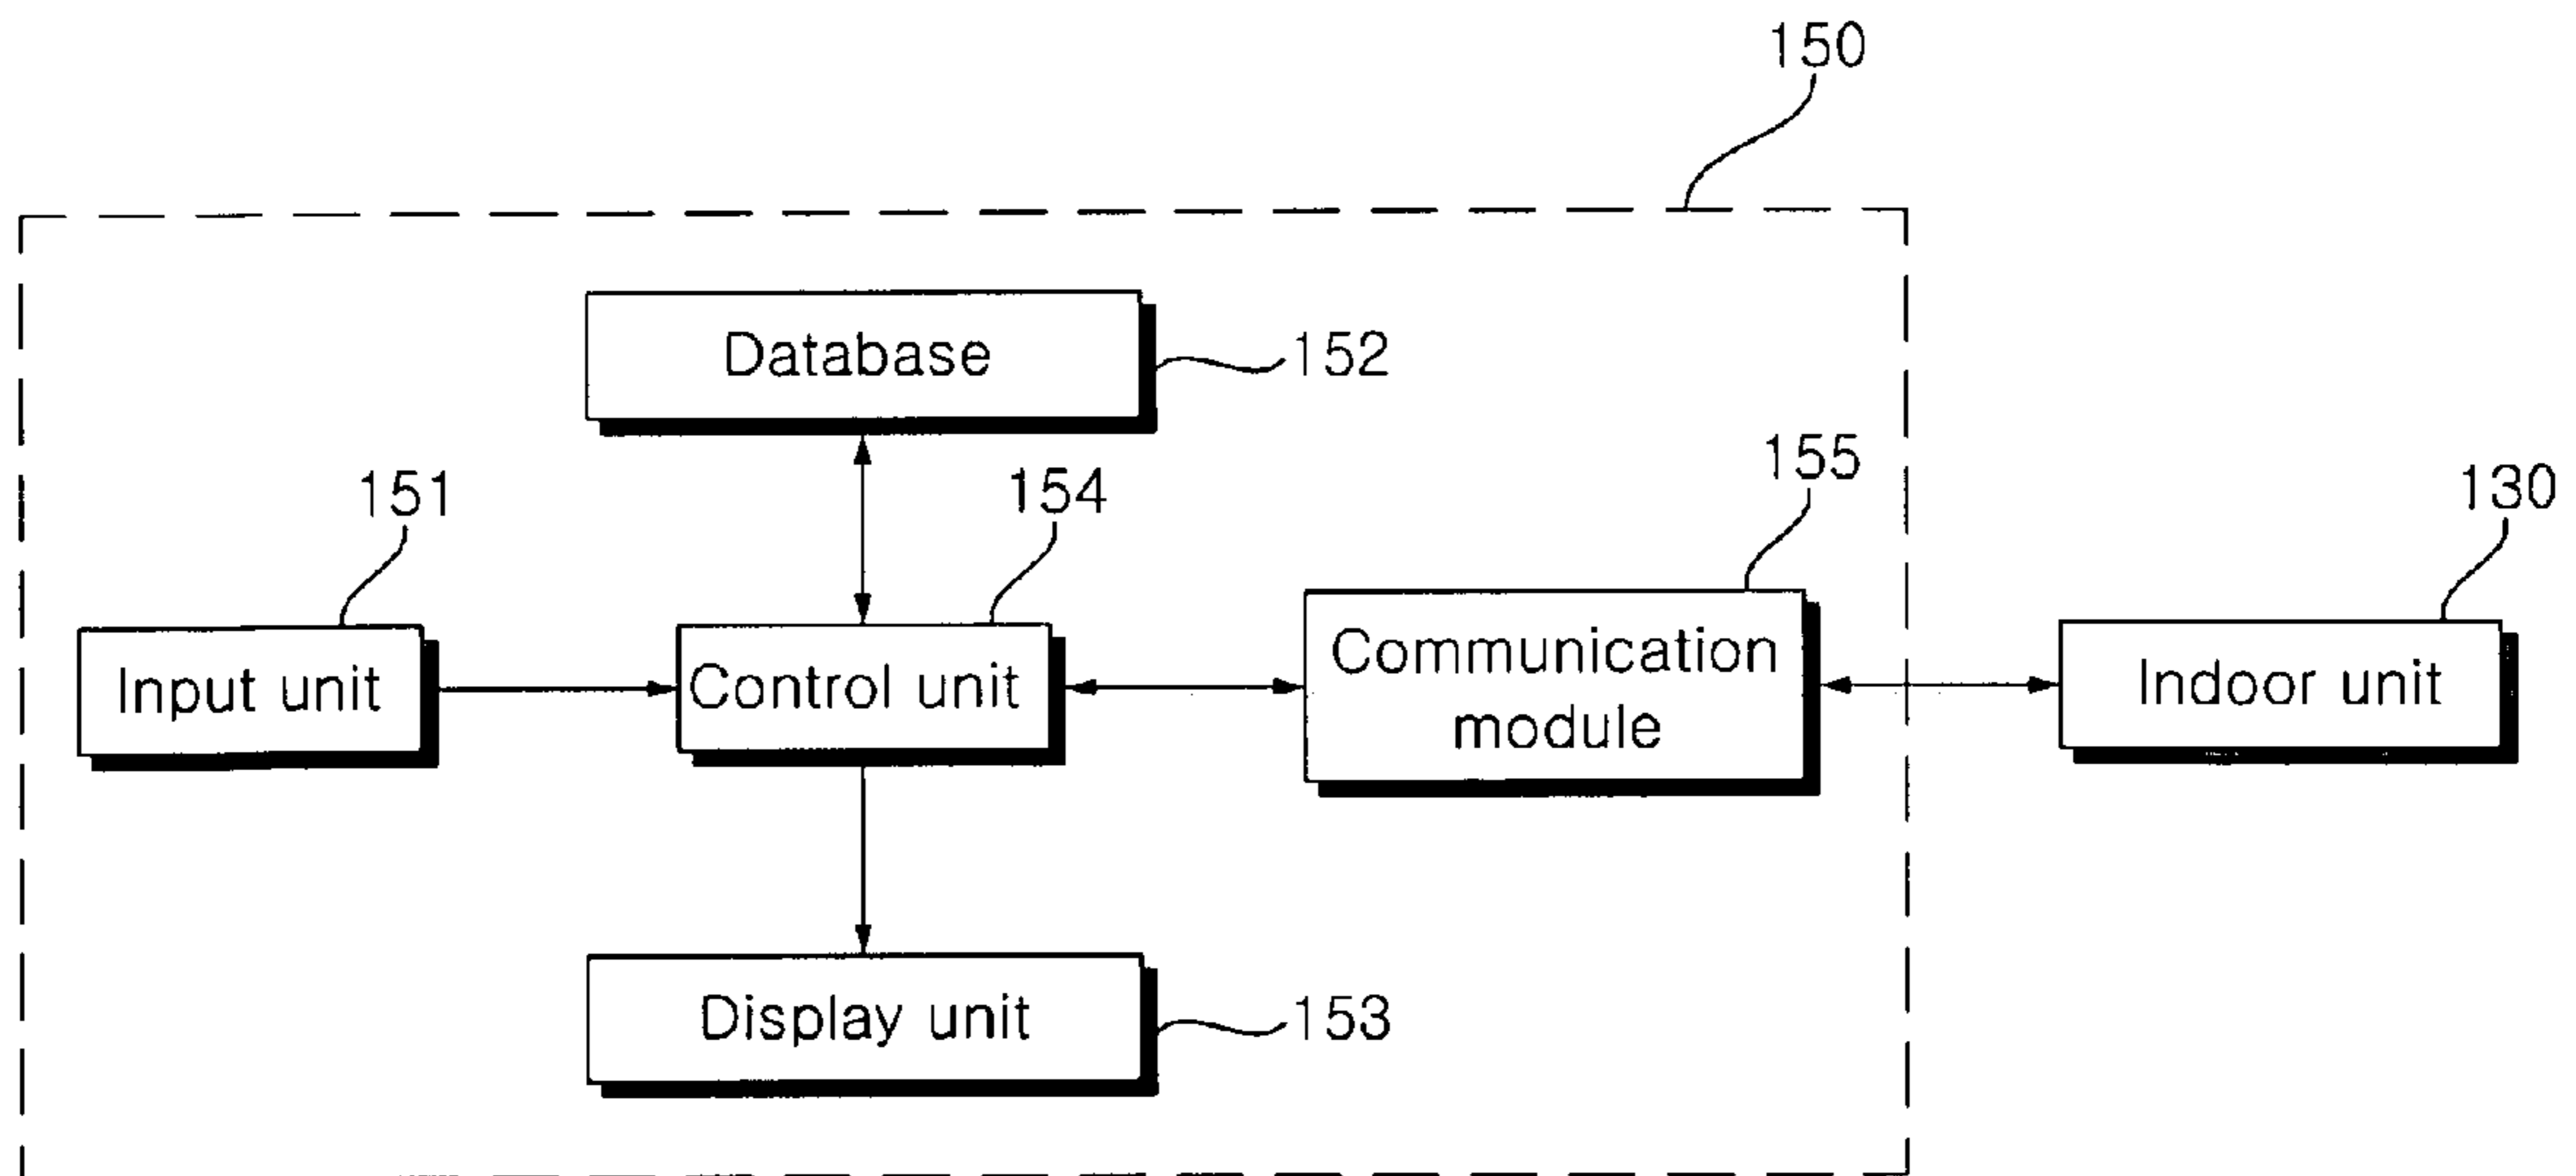 150
Database
152
151
154
155
130
Input unit
Control unit
Communication
module
Indoor unit
Display unit
153